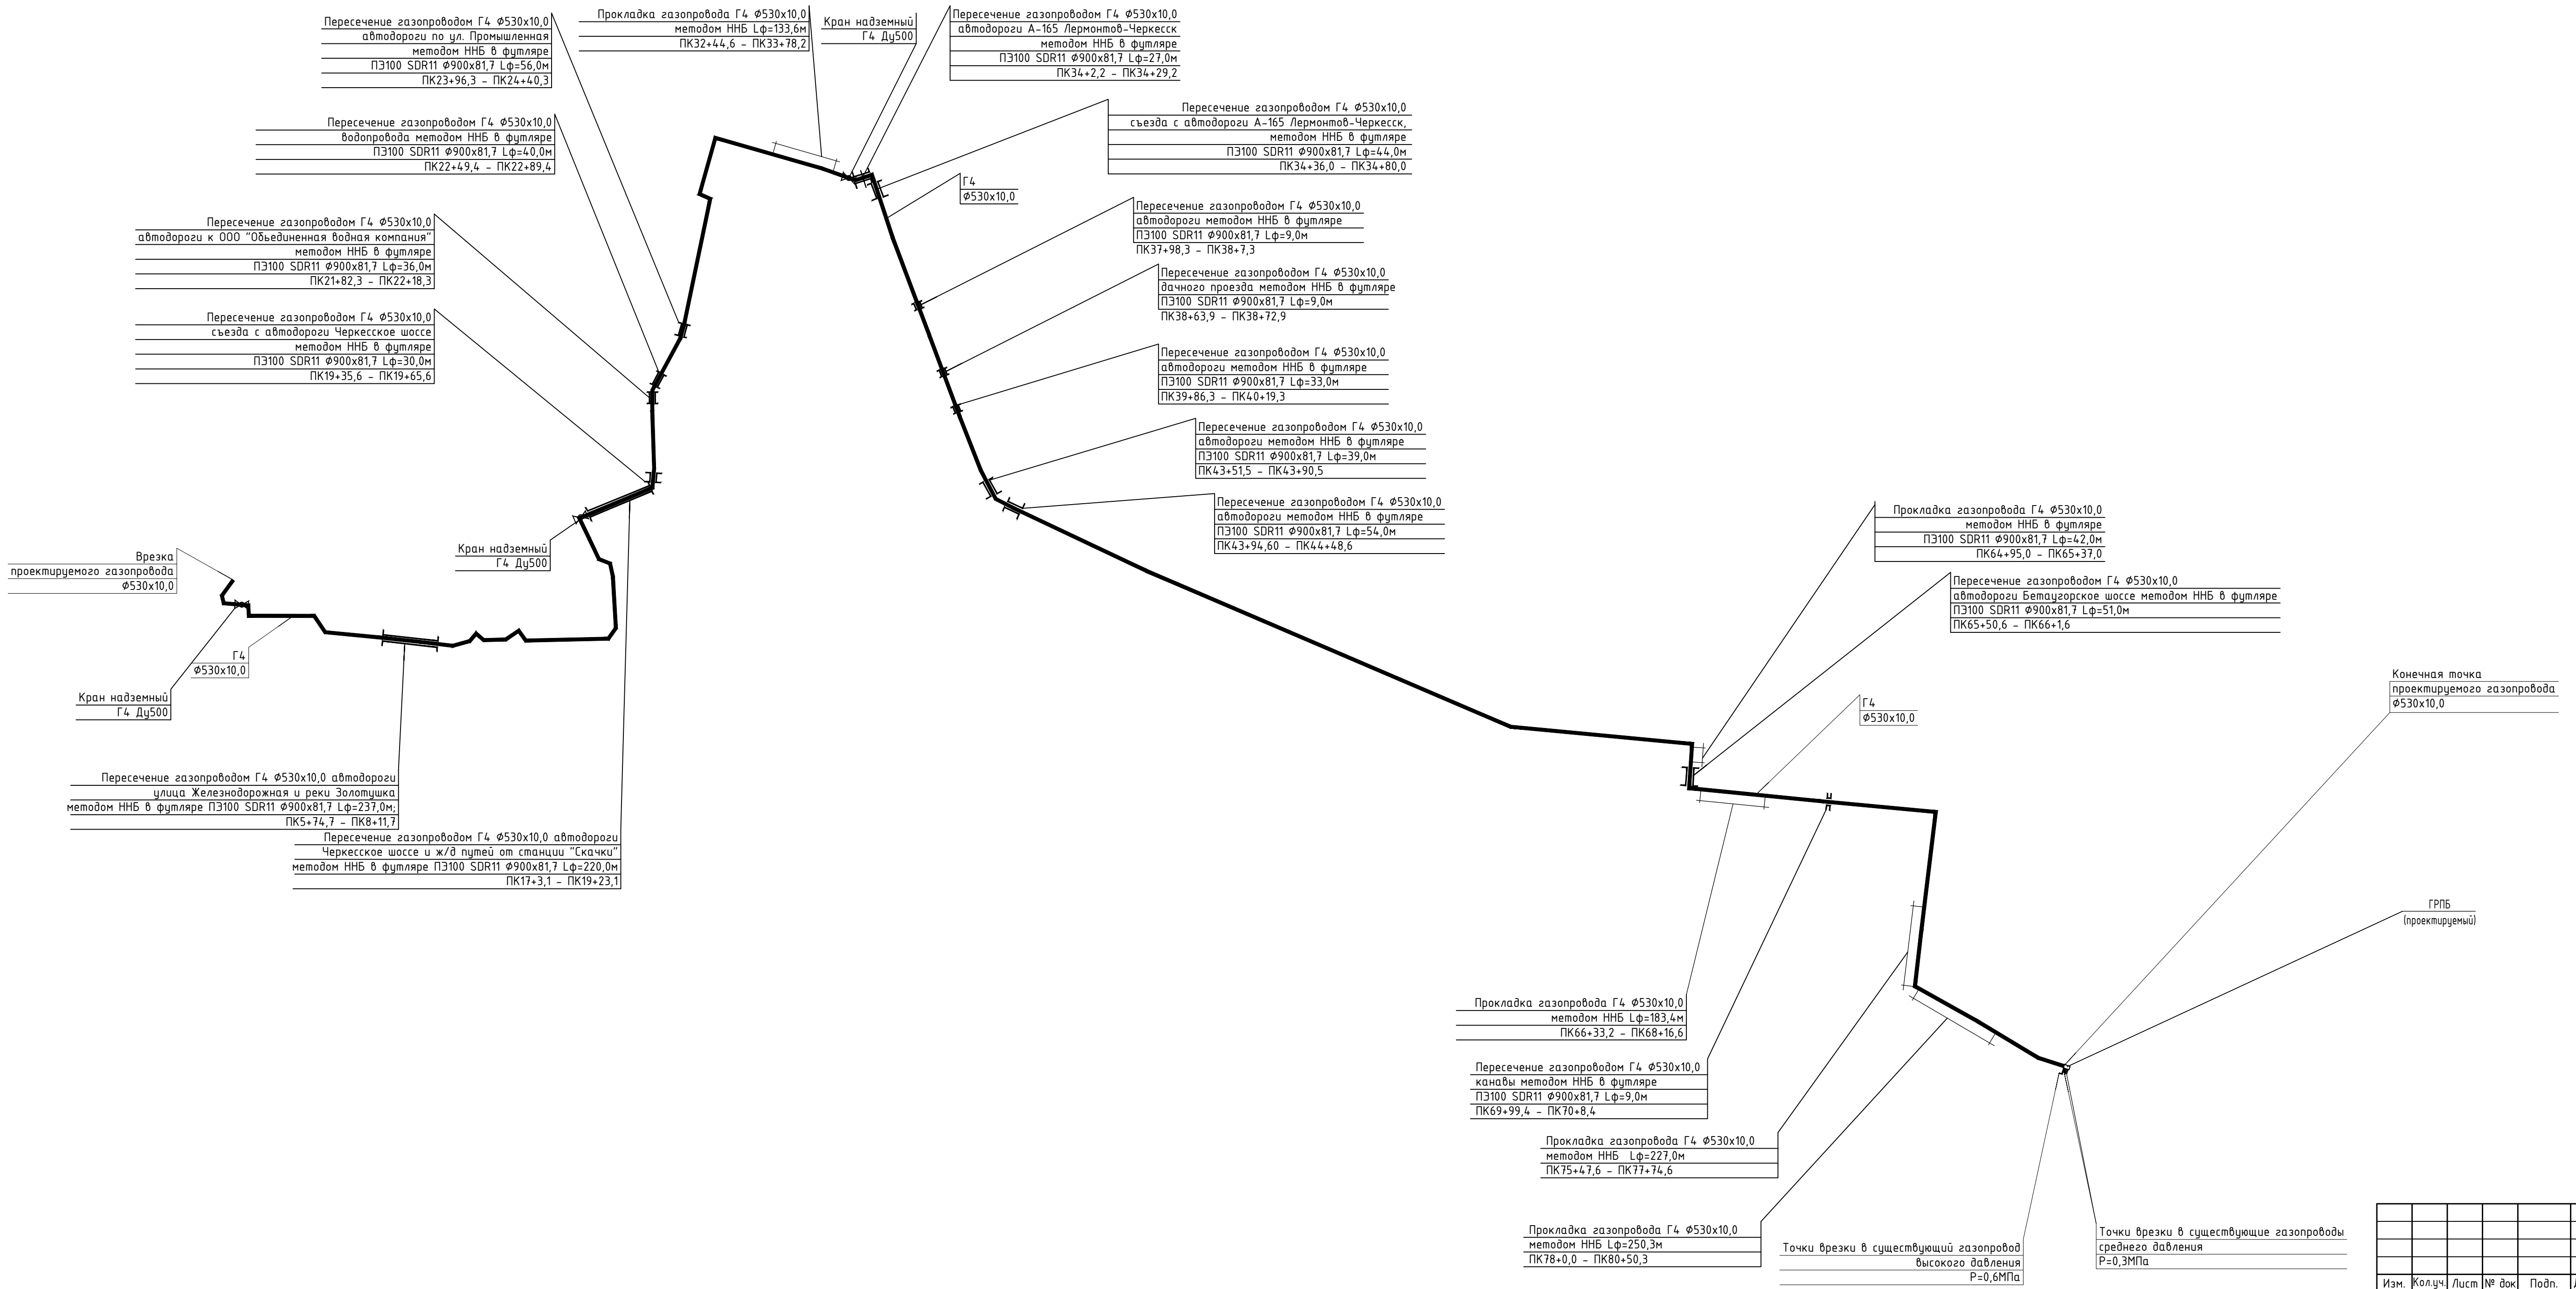 Пересечение газопроводом Г4 Ф530х10,0
автодороги по ул. Промышленная
методом ННБ в футляре
ПЭ100 SDR11 Ф900х81,7 Lф=56,0м
ПК23+96,3 - ПК24+40,3
Прокладка газопровода Г4 Ф530х10,0
методом ННБ Lф=133,6м
ПК32+44,6 - ПК33+78,2
Кран надземный
Г4 Ду500
Пересечение газопроводом Г4 Ф530х10,0
автодороги А-165 Лермонтов-Черкесск
методом ННБ в футляре
ПЭ100 SDR11 Ф900х81,7 Lф=27,0м
ПК34+2,2 - ПК34+29,2
Пересечение газопроводом Г4 Ф530х10,0
съезда с автодороги А-165 Лермонтов-Черкесск,
методом ННБ в футляре
ПЭ100 SDR11 Ф900х81,7 Lф=44,0м
ПК34+36,0 - ПК34+80,0
Пересечение газопроводом Г4 Ф530х10,0
водопровода методом ННБ в футляре
ПЭ100 SDR11 Ф900х81,7 Lф=40,0м
ПК22+49,4 - ПК22+89,4
Г4
Ф530х10,0
Пересечение газопроводом Г4 Ф530х10,0
автодороги к ООО "Объединенная водная компания"
методом ННБ в футляре
ПЭ100 SDR11 Ф900х81,7 Lф=36,0м
ПК21+82,3 - ПК22+18,3
Пересечение газопроводом Г4 Ф530х10,0
автодороги методом ННБ в футляре
ПЭ100 SDR11 Ф900х81,7 Lф=9,0м
ПК37+98,3 - ПК38+7,3
Пересечение газопроводом Г4 Ф530х10,0
дачного проезда методом ННБ в футляре
ПЭ100 SDR11 Ф900х81,7 Lф=9,0м
ПК38+63,9 - ПК38+72,9
Пересечение газопроводом Г4 Ф530х10,0
съезда с автодороги Черкесское шоссе
методом ННБ в футляре
ПЭ100 SDR11 Ф900х81,7 Lф=30,0м
ПК19+35,6 - ПК19+65,6
Пересечение газопроводом Г4 Ф530х10,0
автодороги методом ННБ в футляре
ПЭ100 SDR11 Ф900х81,7 Lф=33,0м
ПК39+86,3 - ПК40+19,3
Пересечение газопроводом Г4 Ф530х10,0
автодороги методом ННБ в футляре
ПЭ100 SDR11 Ф900х81,7 Lф=39,0м
ПК43+51,5 - ПК43+90,5
Пересечение газопроводом Г4 Ф530х10,0
автодороги методом ННБ в футляре
ПЭ100 SDR11 Ф900х81,7 Lф=54,0м
ПК43+94,60 - ПК44+48,6
Прокладка газопровода Г4 Ф530х10,0
методом ННБ в футляре
ПЭ100 SDR11 Ф900х81,7 Lф=42,0м
ПК64+95,0 - ПК65+37,0
Пересечение газопроводом Г4 Ф530х10,0
автодороги Бетаугорское шоссе методом ННБ в футляре
ПЭ100 SDR11 Ф900х81,7 Lф=51,0м
ПК65+50,6 - ПК66+1,6
Врезка
проектируемого газопровода
Ф530х10,0
Кран надземный
Г4 Ду500
Г4
Ф530х10,0
Кран надземный
Г4 Ду500
Г4
Ф530х10,0
Конечная точка
проектируемого газопровода
Ф530х10,0
Пересечение газопроводом Г4 Ф530х10,0 автодороги
улица Железнодорожная и реки Золотушка
методом ННБ в футляре ПЭ100 SDR11 Ф900х81,7 Lф=237,0м;
ПК5+74,7 - ПК8+11,7
Пересечение газопроводом Г4 Ф530х10,0 автодороги
Черкесское шоссе и ж/д путей от станции "Скачки"
методом ННБ в футляре ПЭ100 SDR11 Ф900х81,7 Lф=220,0м
ПК17+3,1 - ПК19+23,1
ГРПБ
(проектируемый)
Прокладка газопровода Г4 Ф530х10,0
методом ННБ Lф=183,4м
ПК66+33,2 - ПК68+16,6
Пересечение газопроводом Г4 Ф530х10,0
канавы методом ННБ в футляре
ПЭ100 SDR11 Ф900х81,7 Lф=9,0м
ПК69+99,4 - ПК70+8,4
Прокладка газопровода Г4 Ф530х10,0
методом ННБ Lф=227,0м
ПК75+47,6 - ПК77+74,6
Прокладка газопровода Г4 Ф530х10,0
методом ННБ Lф=250,3м
ПК78+0,0 - ПК80+50,3
Точки врезки в существующий газопровод
высокого давления
Р=0,6МПа
Точки врезки в существующие газопроводы
среднего давления
Р=0,3МПа
Изм. Кол.уч. Лист № док Подп.